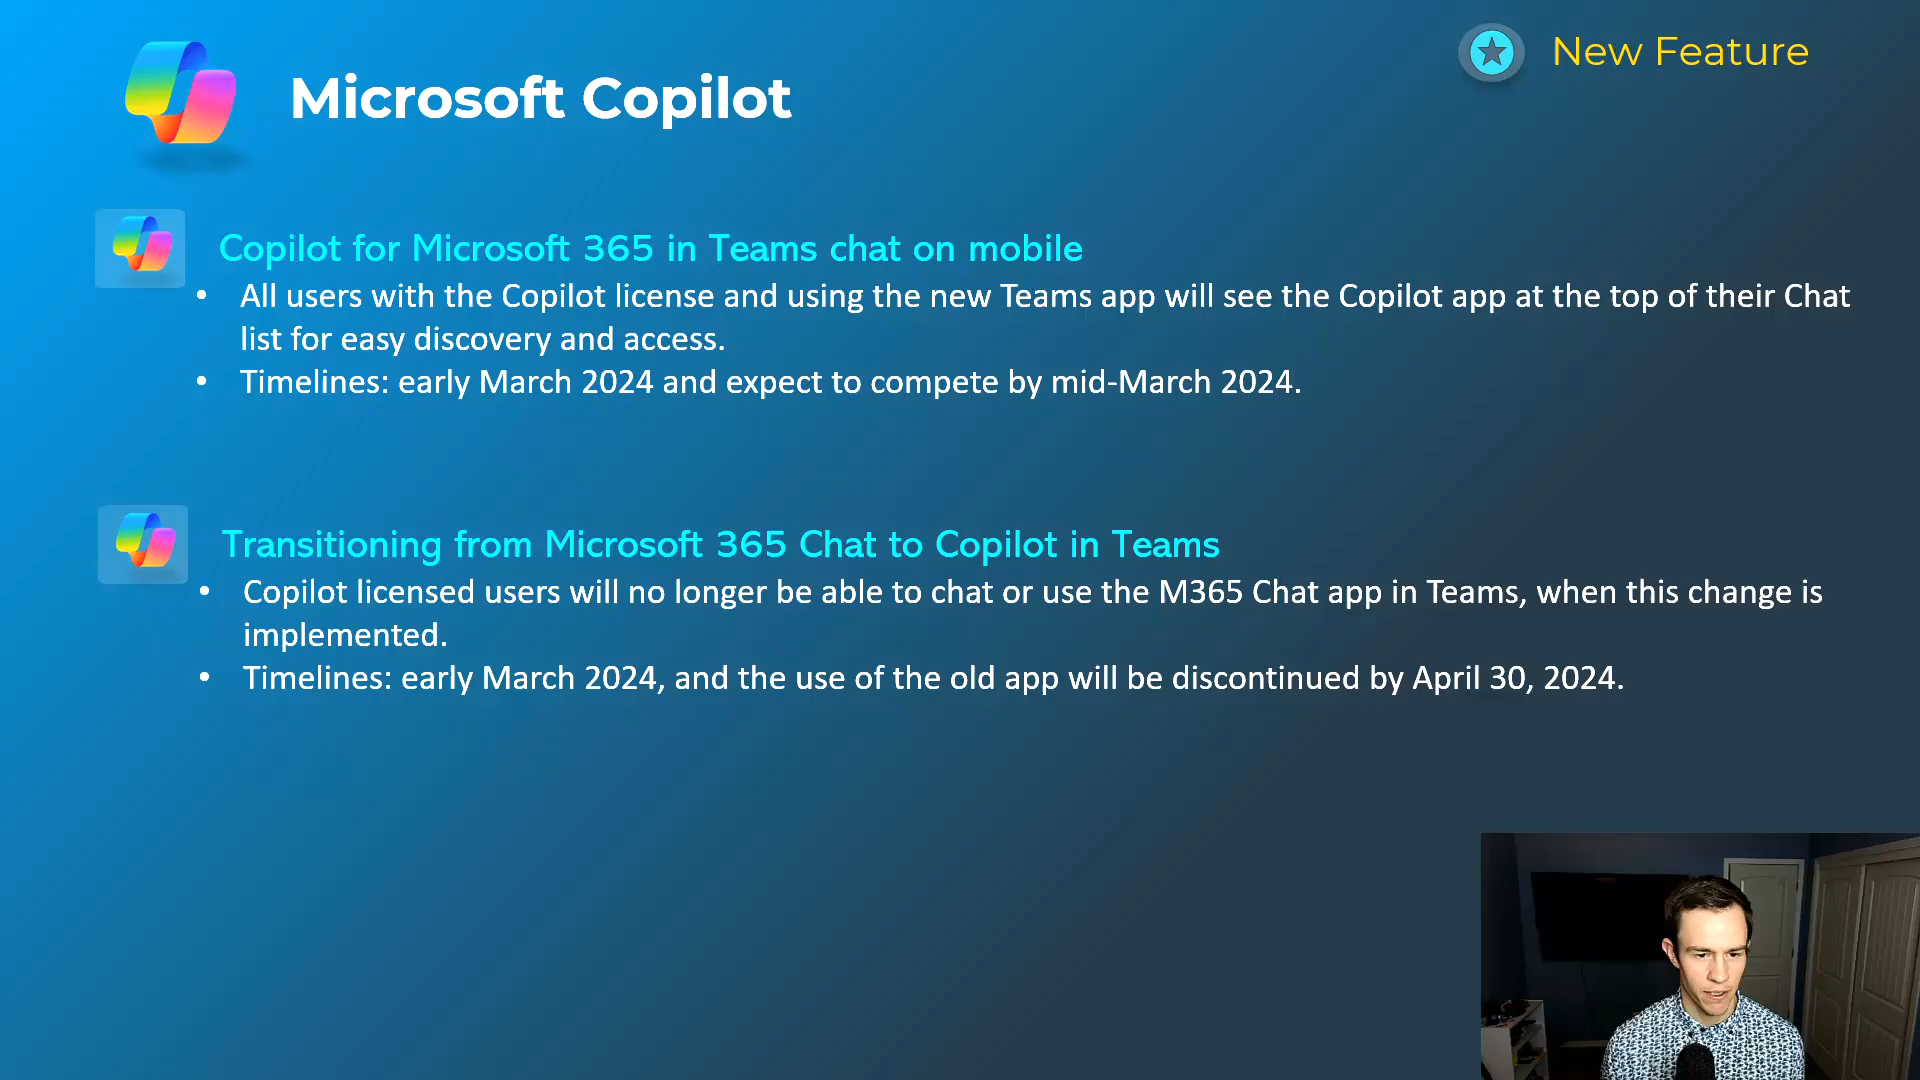 New Feature
Microsoft Copilot
Copilot for Microsoft 365 in Teams chat on mobile
• All users with the Copilot license and using the new Teams app will see the Copilot app at the top of their Chat
list for easy discovery and access.
• Timelines: early March 2024 and expect to compete by mid-March 2024.
Transitioning from Microsoft 365 Chat to Copilot in Teams
• Copilot licensed users will no longer be able to chat or use the M365 Chat app in Teams, when this change is
implemented.
• Timelines: early March 2024, and the use of the old app will be discontinued by April 30, 2024.